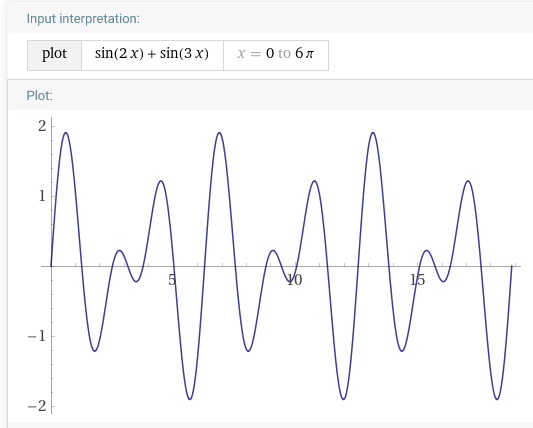 Input interpretation:
plot sin(2 x) + sin(3 x) x = 0 to 6 π
Plot:
2
1
5 10 15
−1
−2